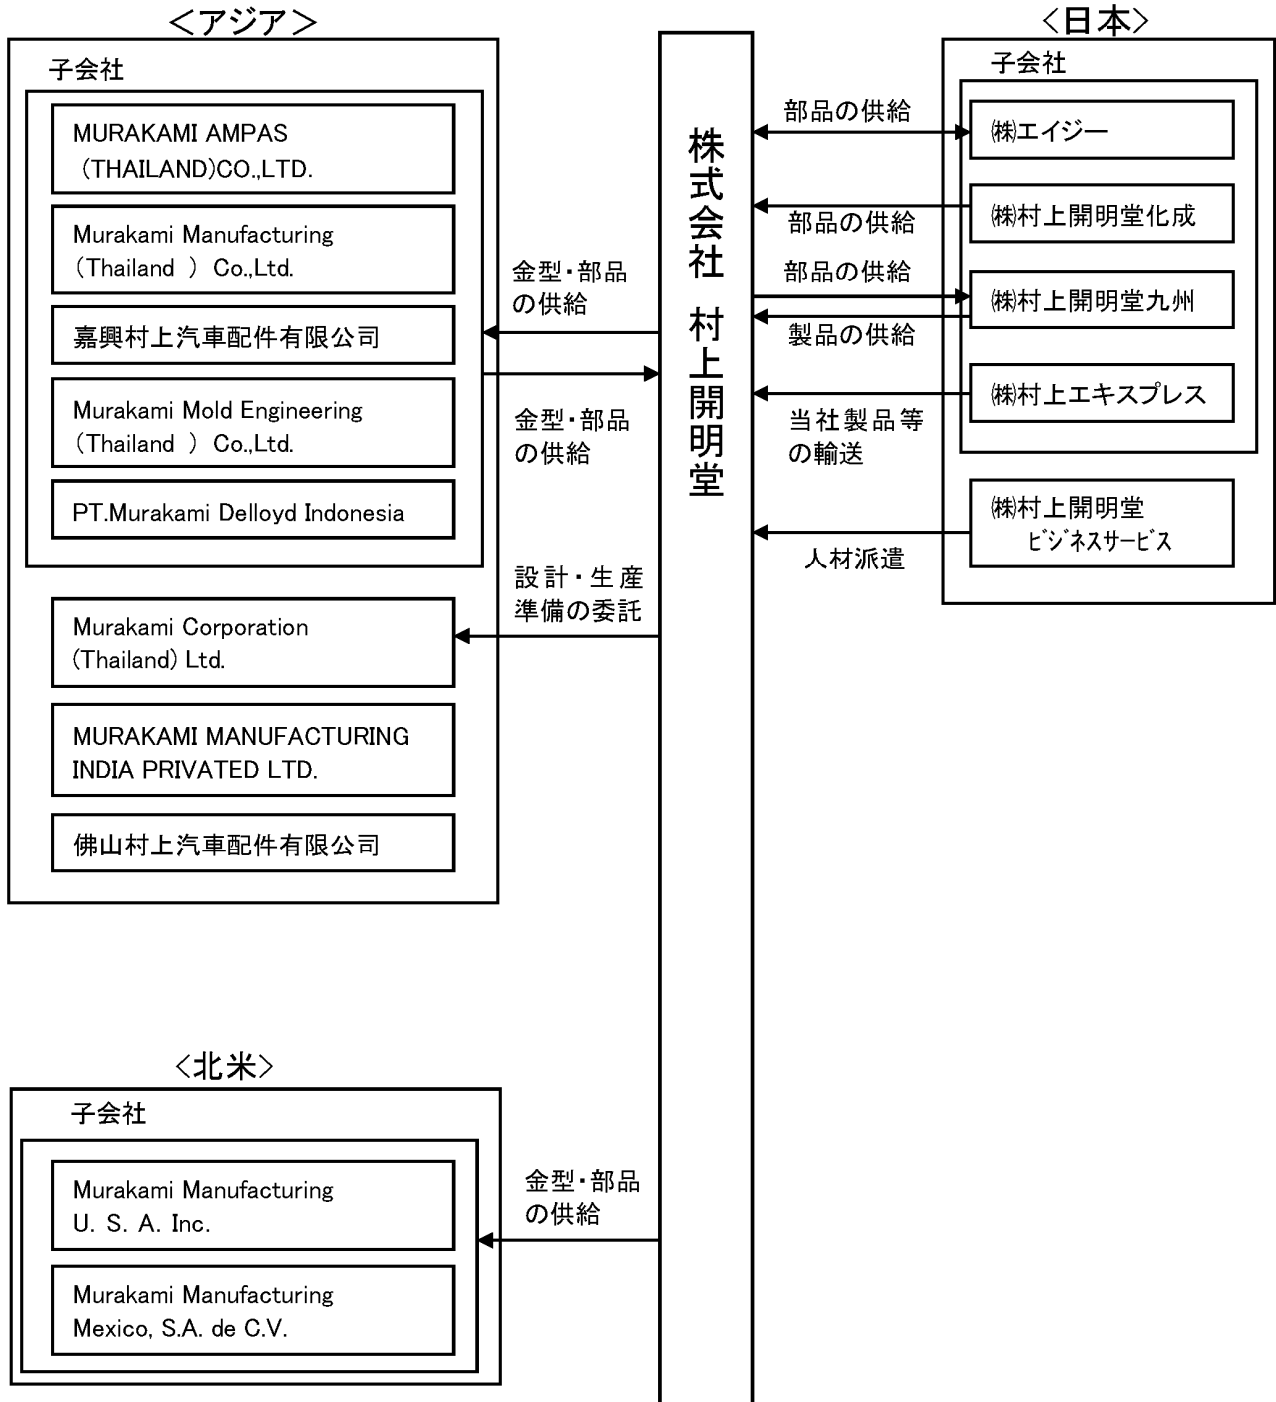 ＜アジア＞
子会社
MURAKAMI AMPAS
(THAILAND)CO.,LTD.
Murakami Manufacturing
（Thailand ） Co.,Ltd.
嘉興村上汽車配件有限公司
Murakami Mold Engineering
（Thailand ） Co.,Ltd.
PT.Murakami Delloyd Indonesia
Murakami Corporation
(Thailand) Ltd.
MURAKAMI MANUFACTURING
INDIA PRIVATED LTD.
佛山村上汽車配件有限公司
金型・部品
の供給
金型・部品
の供給
設計・生産
準備の委託
株式会社 村上開明堂
＜日本＞
子会社
部品の供給
㈱エイジー
部品の供給
㈱村上開明堂化成
部品の供給
㈱村上開明堂九州
製品の供給
㈱村上エキスプレス
当社製品等
の輸送
㈱村上開明堂
ﾋﾞｼﾞﾈｽｻｰﾋﾞｽ
人材派遣
＜北米＞
子会社
Murakami Manufacturing
U. S. A. Inc.
Murakami Manufacturing
Mexico, S.A. de C.V.
金型・部品
の供給